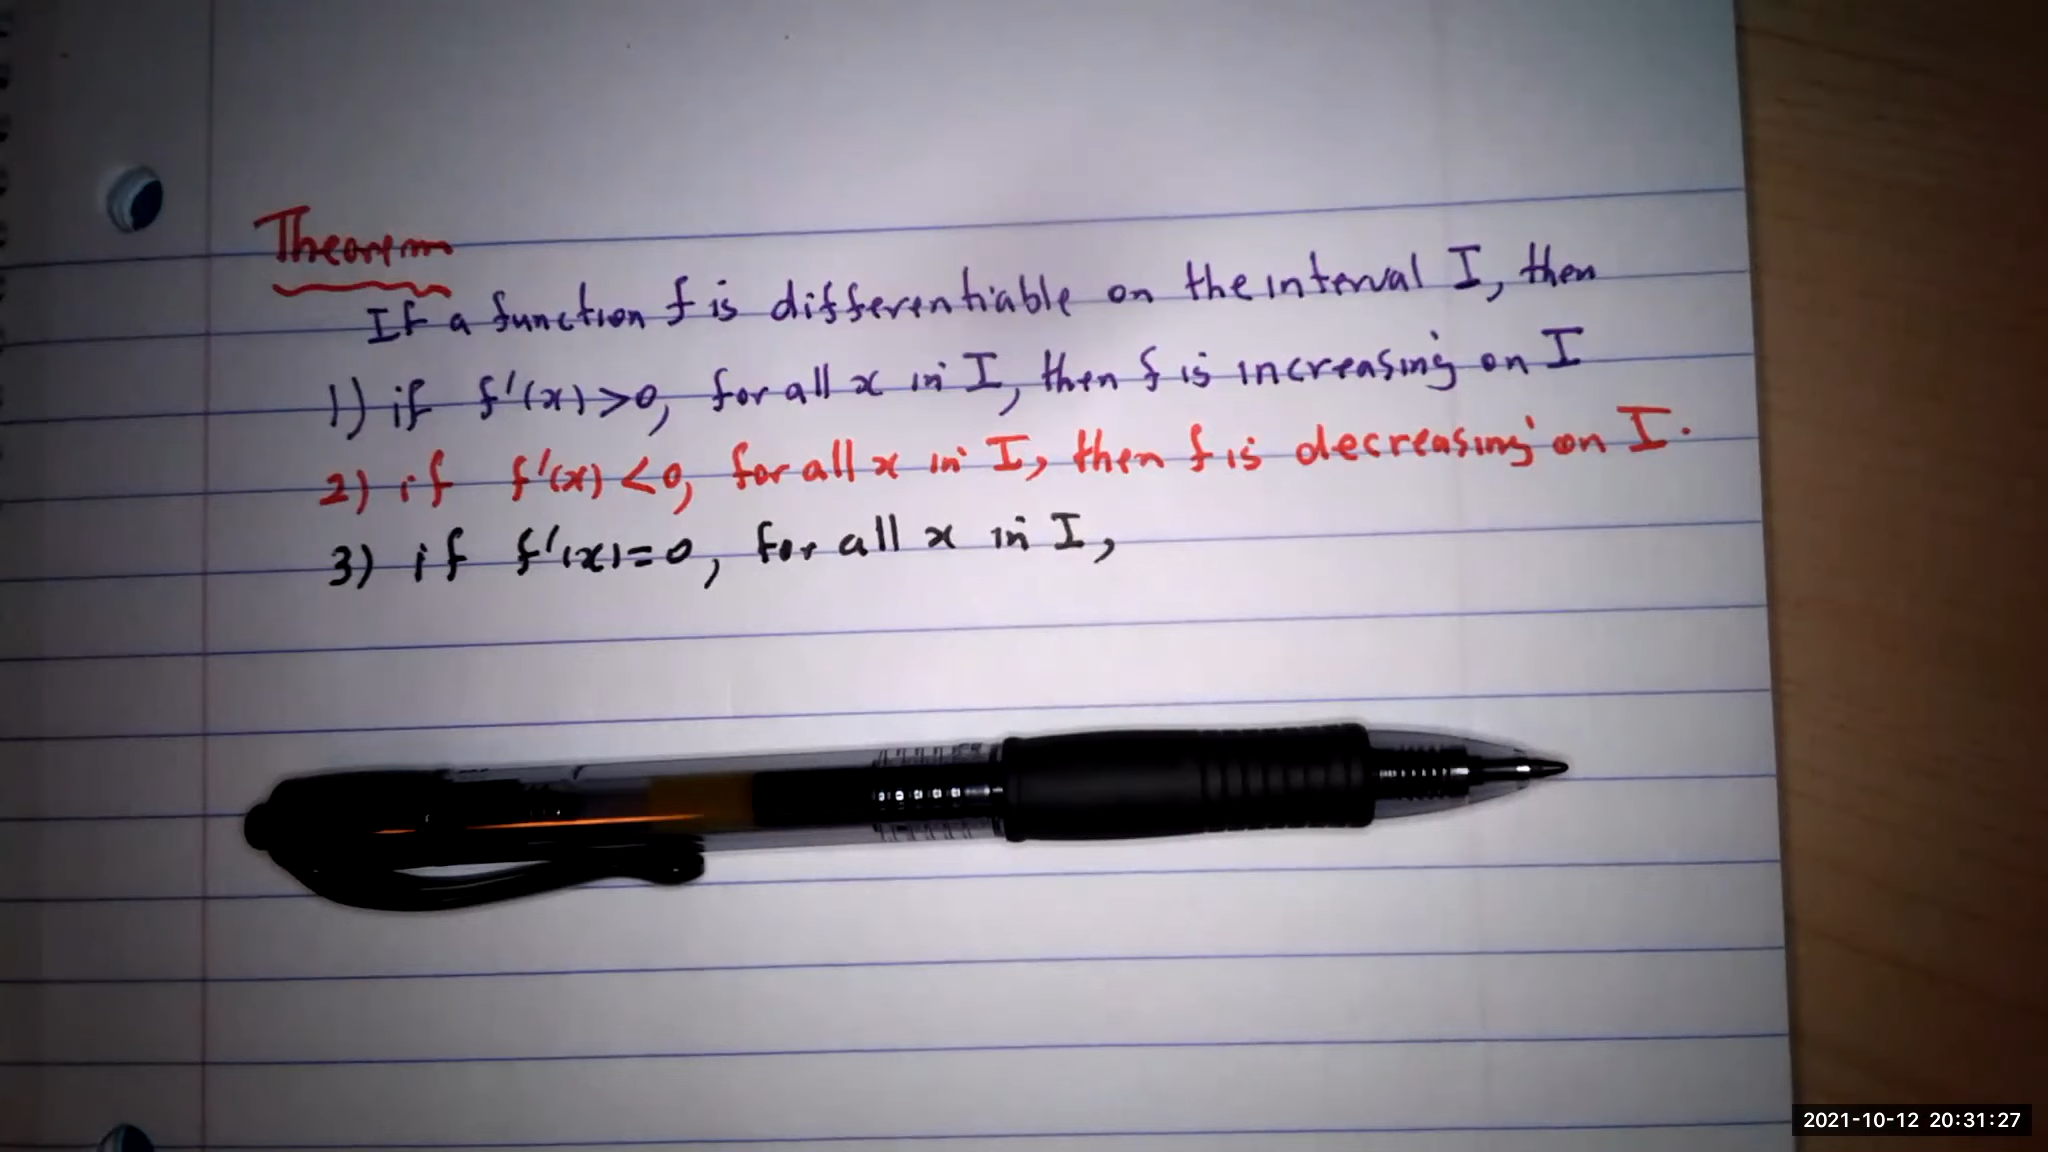 Theorem
If a function f is differentiable on the interval I, then
1) if f'(x) > 0, for all x in I, then f is increasing on I
2) if f'(x) < 0, for all x in I, then f is decreasing on I.
3) if f'(x) = 0, for all x in I,
2021-10-12 20:31:27